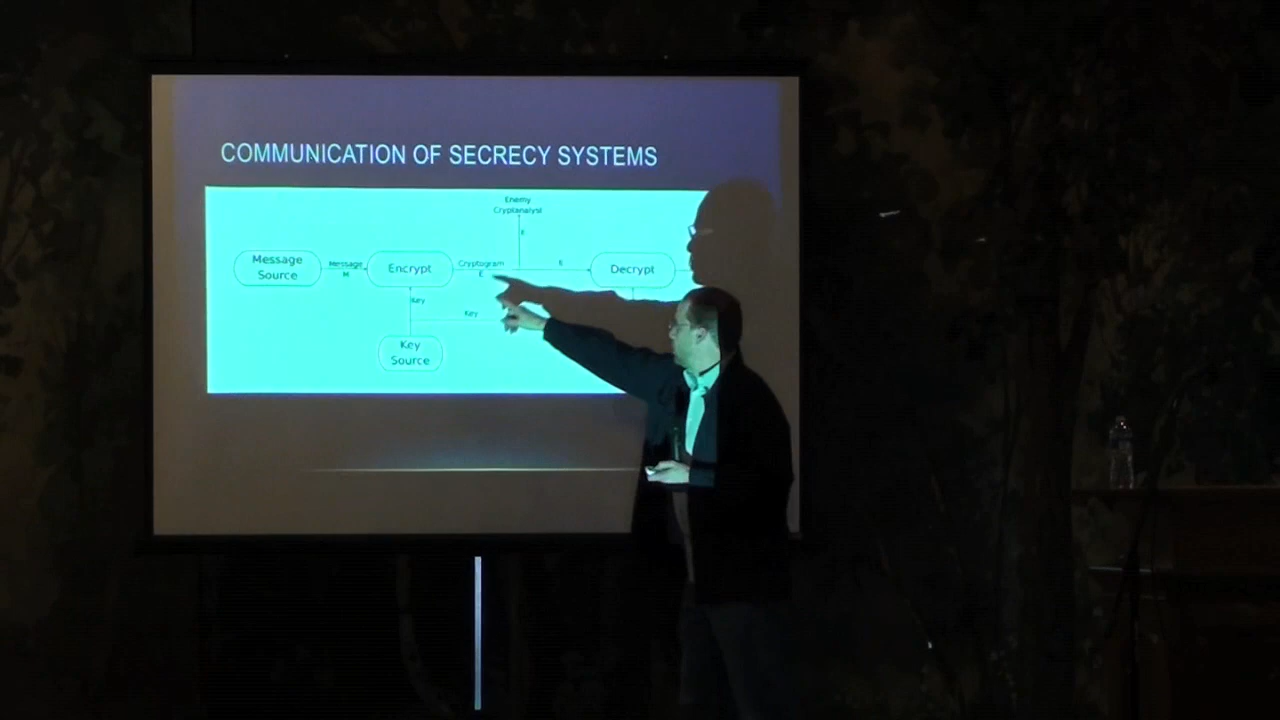 COMMUNICATION OF SECRECY SYSTEMS
Enemy
Cryptanalyst
E
Message
Source
Message
M
Encrypt
Cryptogram
E
E
Decrypt
Key
Key
Key
Source